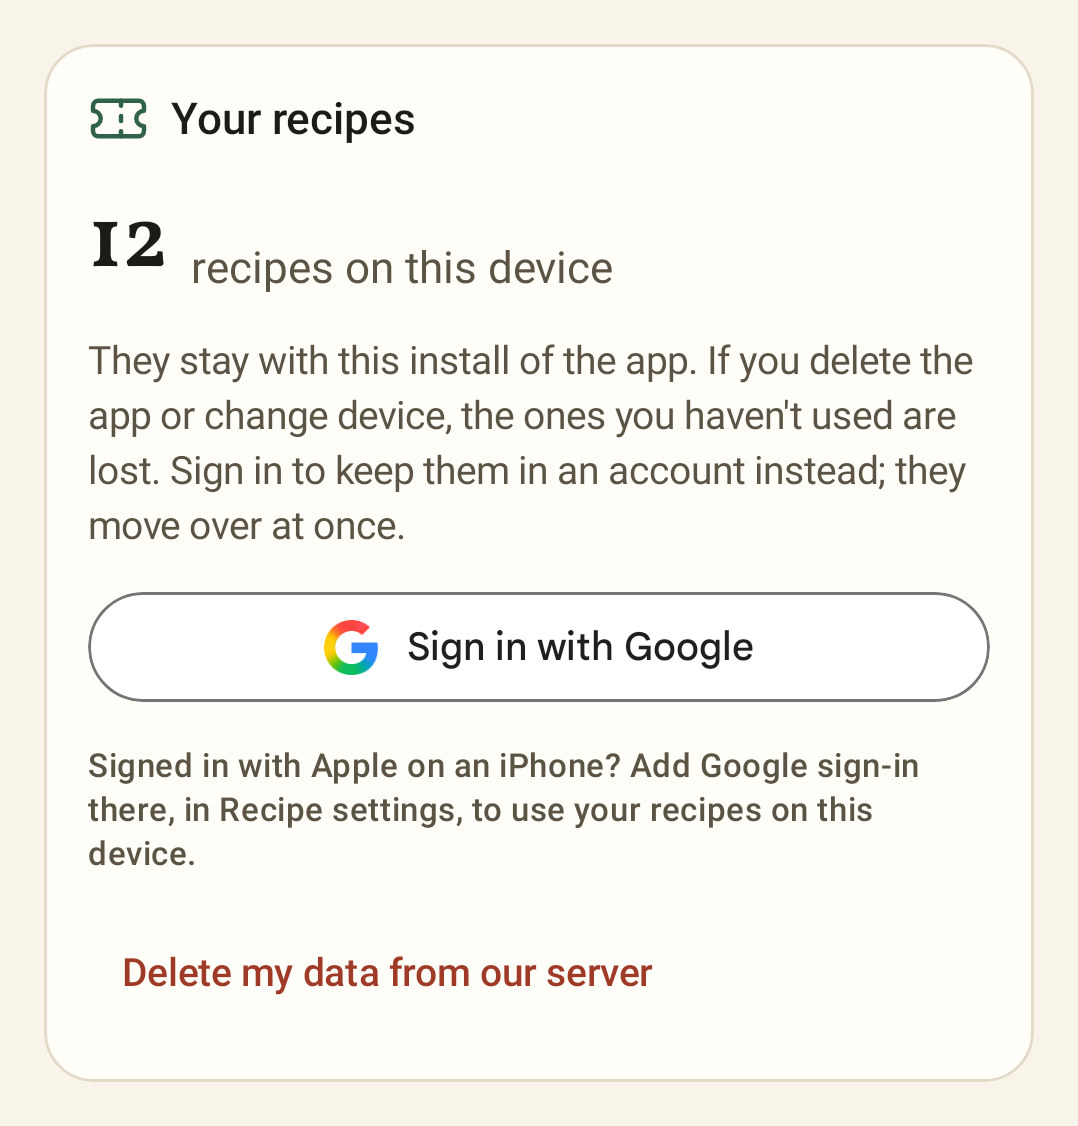 Your recipes
12 recipes on this device
They stay with this install of the app. If you delete the
app or change device, the ones you haven't used are
lost. Sign in to keep them in an account instead; they
move over at once.
Sign in with Google
Signed in with Apple on an iPhone? Add Google sign-in
there, in Recipe settings, to use your recipes on this
device.
Delete my data from our server